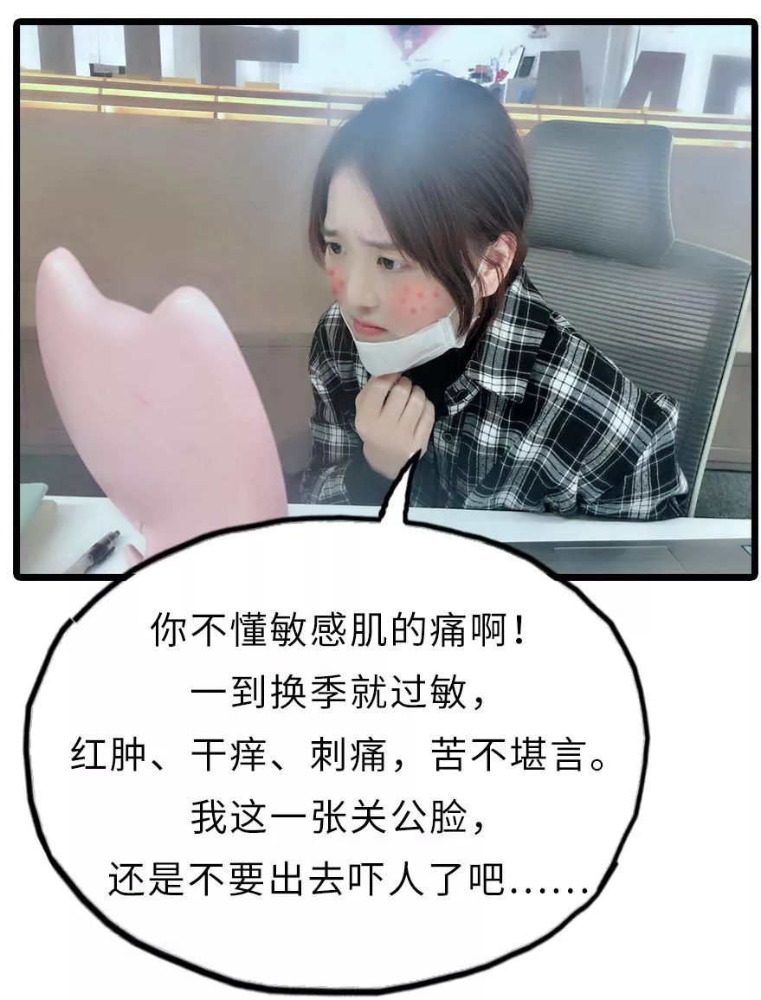 你不懂敏感肌的痛啊！
一到换季就过敏，
红肿、干痒、刺痛，苦不堪言。
我这一张关公脸，
还是不要出去吓人了吧……